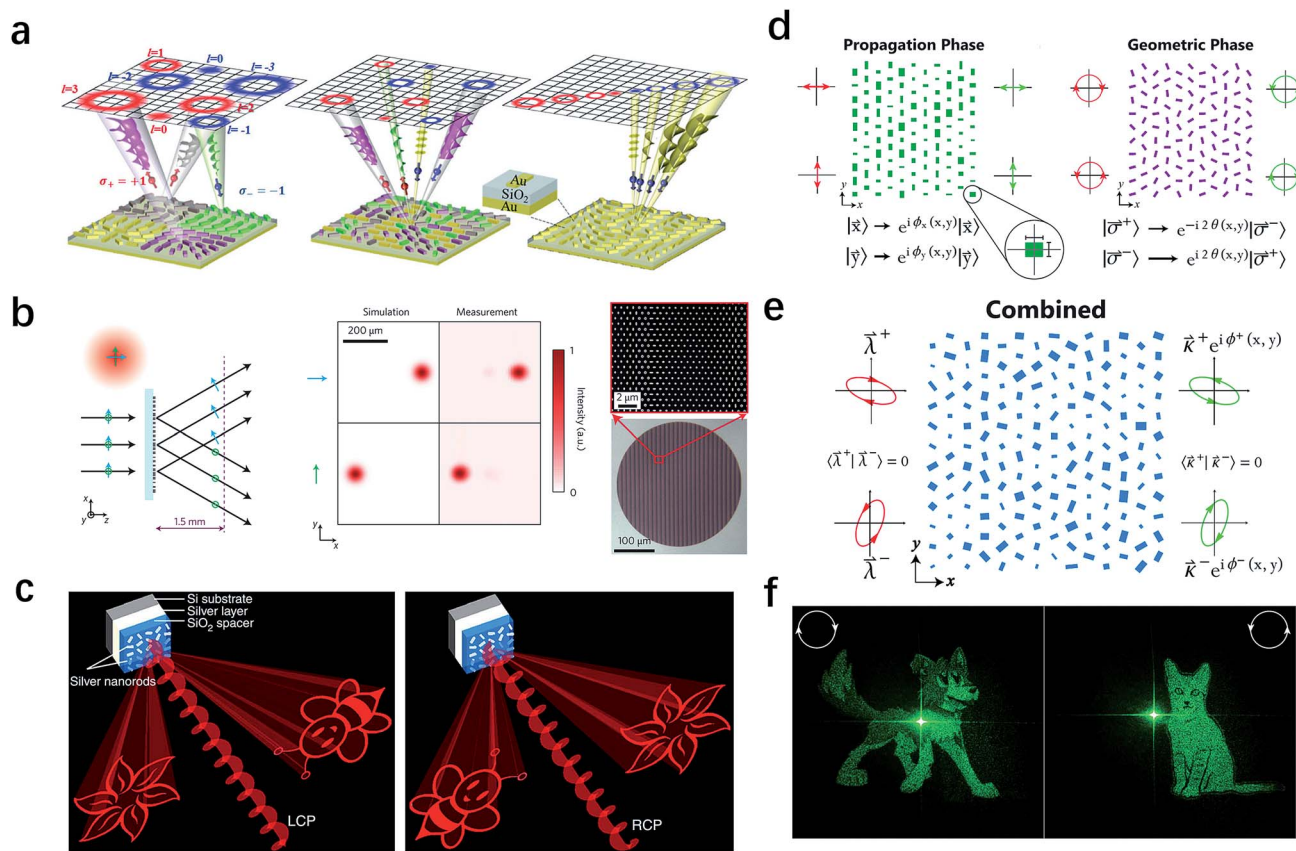 a
l=1
l=0
l= -2
l= -3
l=3
l=2
l=0
l= -1
σ₊ = +1
σ₋ = −1
Au
SiO₂
Au
b
Simulation
Measurement
200 μm
1
Intensity (a.u.)
0
2 μm
100 μm
x
y
z
1.5 mm
y
x
c
Si substrate
Silver layer
SiO₂ spacer
Silver nanorods
LCP
RCP
d
Propagation Phase
Geometric Phase
y
x
y
x
|x⃗⟩ → e^{iϕₓ(x,y)}|x⃗⟩
|y⃗⟩ → e^{iϕ_y(x,y)}|y⃗⟩
|σ⃗⁺⟩ → e^{-i2θ(x,y)}|σ⃗⁻⟩
|σ⃗⁻⟩ → e^{i2θ(x,y)}|σ⃗⁺⟩
e
Combined
λ⃗⁺
κ⃗⁺e^{iϕ⁺(x,y)}
⟨λ⃗⁺|λ⃗⁻⟩=0
⟨κ⃗⁺|κ⃗⁻⟩=0
λ⃗⁻
κ⃗⁻e^{iϕ⁻(x,y)}
y
x
f